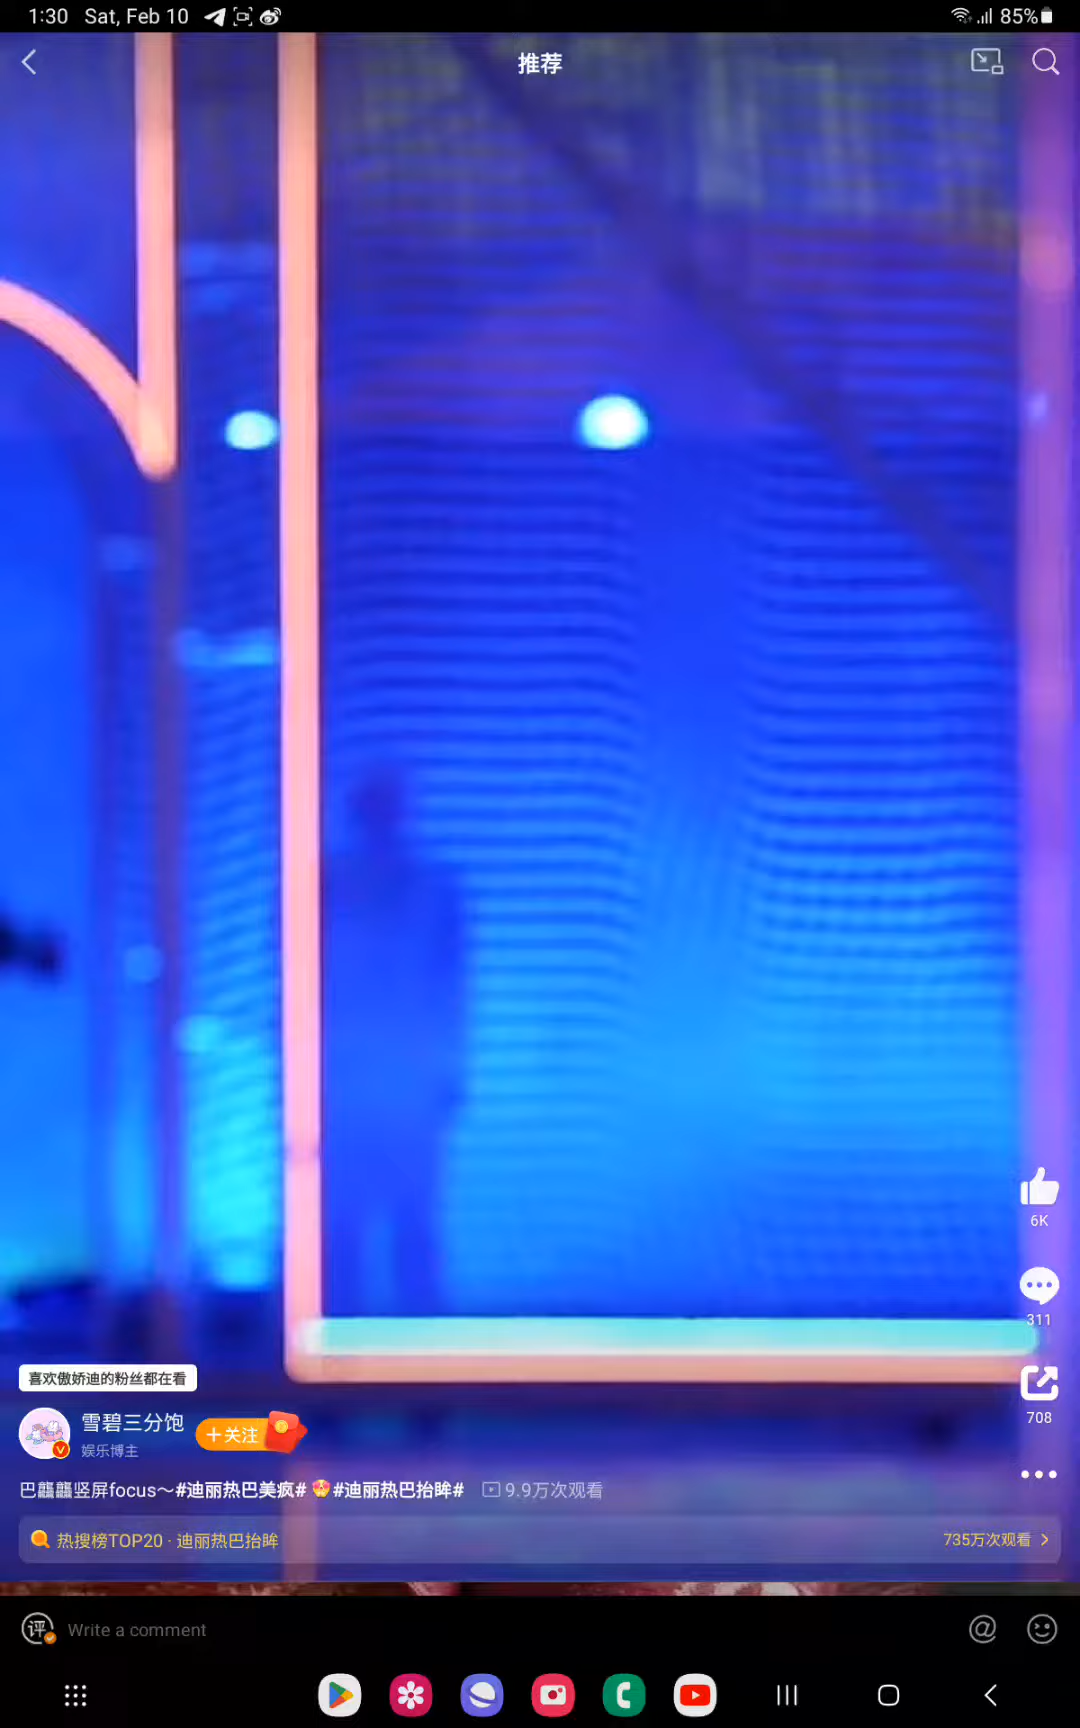 1:30 Sat, Feb 10 85%
推荐
6K
311
喜欢傲娇迪的粉丝都在看
708
雪碧三分饱
+关注
娱乐博主
巴龘龘竖屏focus～#迪丽热巴美疯# 😍#迪丽热巴抬眸# 9.9万次观看
热搜榜TOP20 · 迪丽热巴抬眸 735万次观看
评 Write a comment @